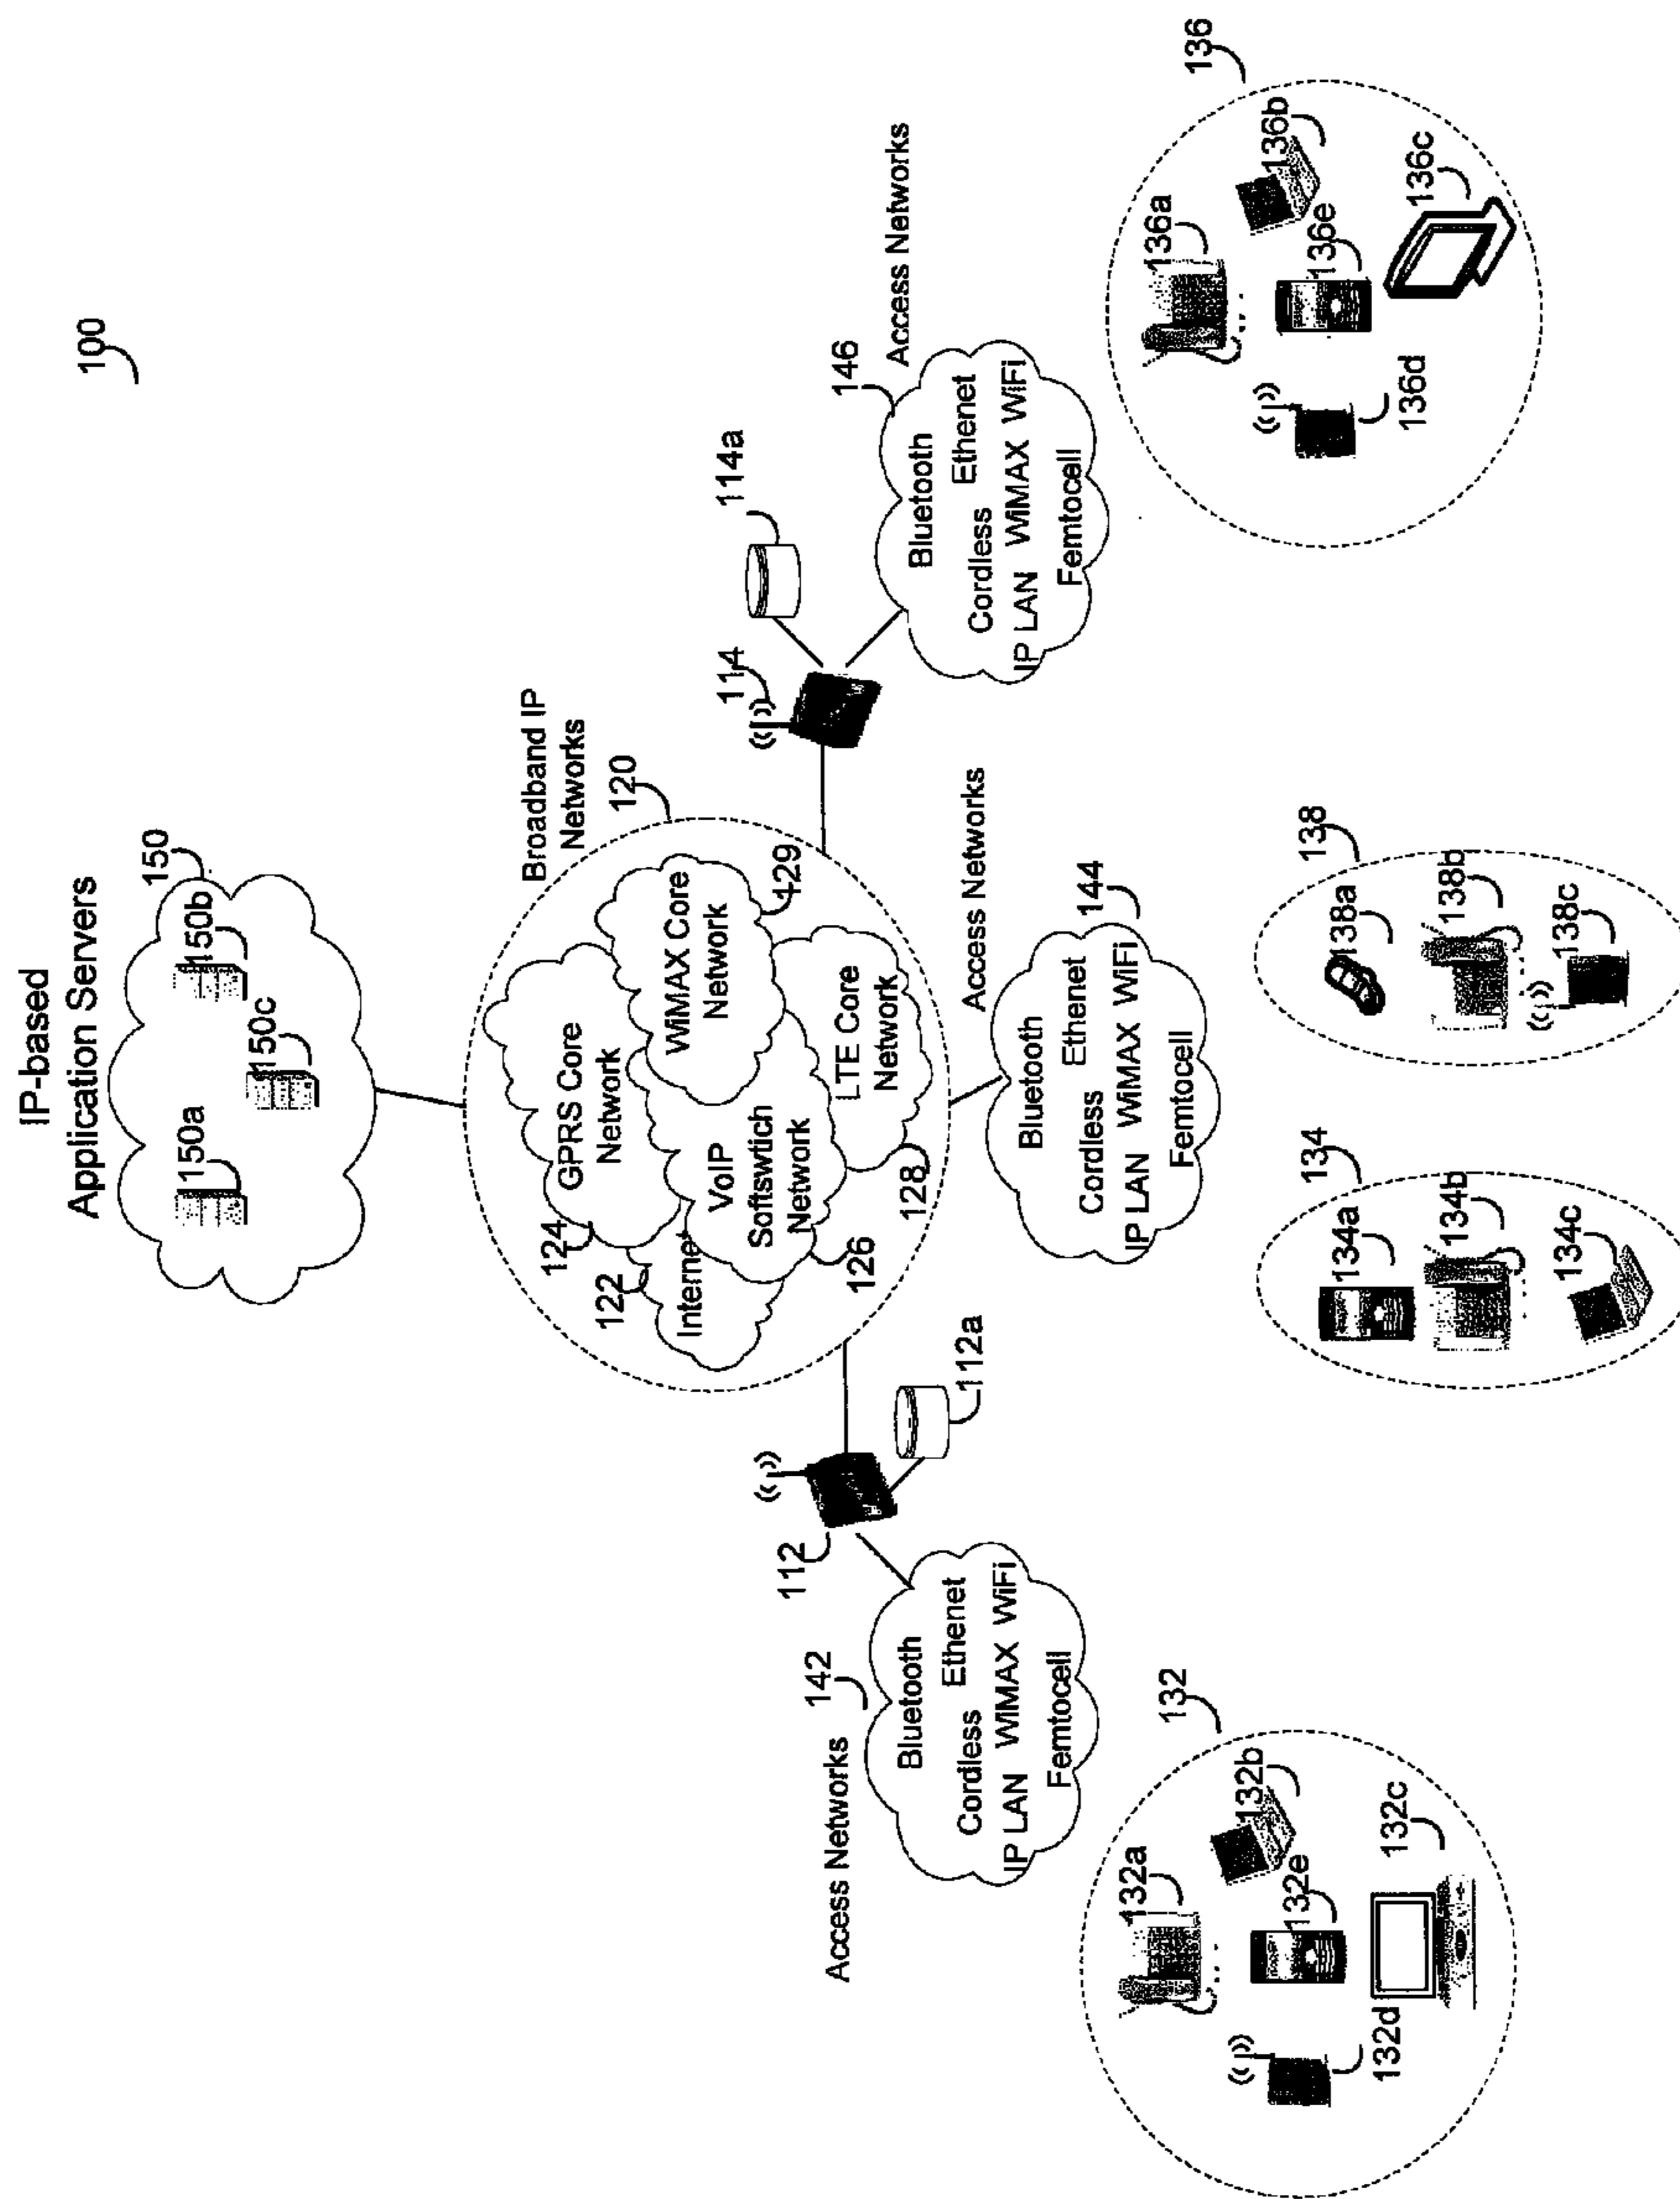 100
IP-based
Application Servers
150
150a
150b
150c
Broadband IP
Networks
120
GPRS Core
Network
124
WiMAX Core
Network
129
Internet
122
VoIP
Softswtich
Network
126
LTE Core
Network
128
112
112a
114
114a
Access Networks
142
Bluetooth
Cordless Ethenet
IP LAN WiMAX WiFi
Femtocell
Access Networks
144
Bluetooth
Cordless Ethenet
IP LAN WiMAX WiFi
Femtocell
Access Networks
146
Bluetooth
Cordless Ethenet
IP LAN WiMAX WiFi
Femtocell
132
132a
132b
132e
132d
132c
134
134a
134b
134c
138
138a
138b
138c
136
136a
136b
136e
136d
136c